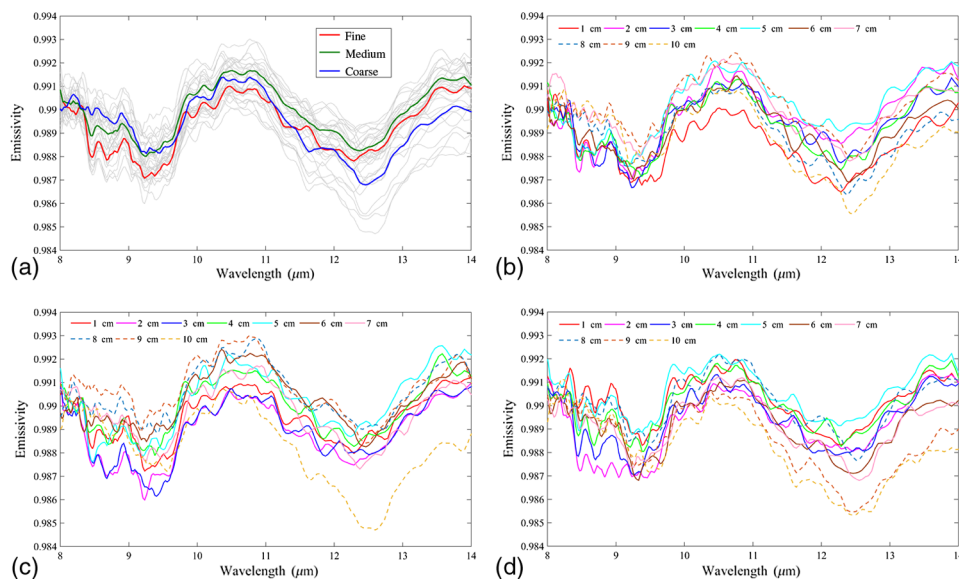 0.994
0.993
0.992
0.991
0.99
0.989
0.988
0.987
0.986
0.985
0.984
Emissivity
Fine
Medium
Coarse
8 9 10 11 12 13 14
Wavelength (μm)
(a)
0.994
0.993
0.992
0.991
0.99
0.989
0.988
0.987
0.986
0.985
0.984
Emissivity
1 cm 2 cm 3 cm 4 cm 5 cm 6 cm 7 cm
8 cm 9 cm 10 cm
8 9 10 11 12 13 14
Wavelength (μm)
(b)
0.994
0.993
0.992
0.991
0.99
0.989
0.988
0.987
0.986
0.985
0.984
Emissivity
1 cm 2 cm 3 cm 4 cm 5 cm 6 cm 7 cm
8 cm 9 cm 10 cm
8 9 10 11 12 13 14
Wavelength (μm)
(c)
0.994
0.993
0.992
0.991
0.99
0.989
0.988
0.987
0.986
0.985
0.984
Emissivity
1 cm 2 cm 3 cm 4 cm 5 cm 6 cm 7 cm
8 cm 9 cm 10 cm
8 9 10 11 12 13 14
Wavelength (μm)
(d)